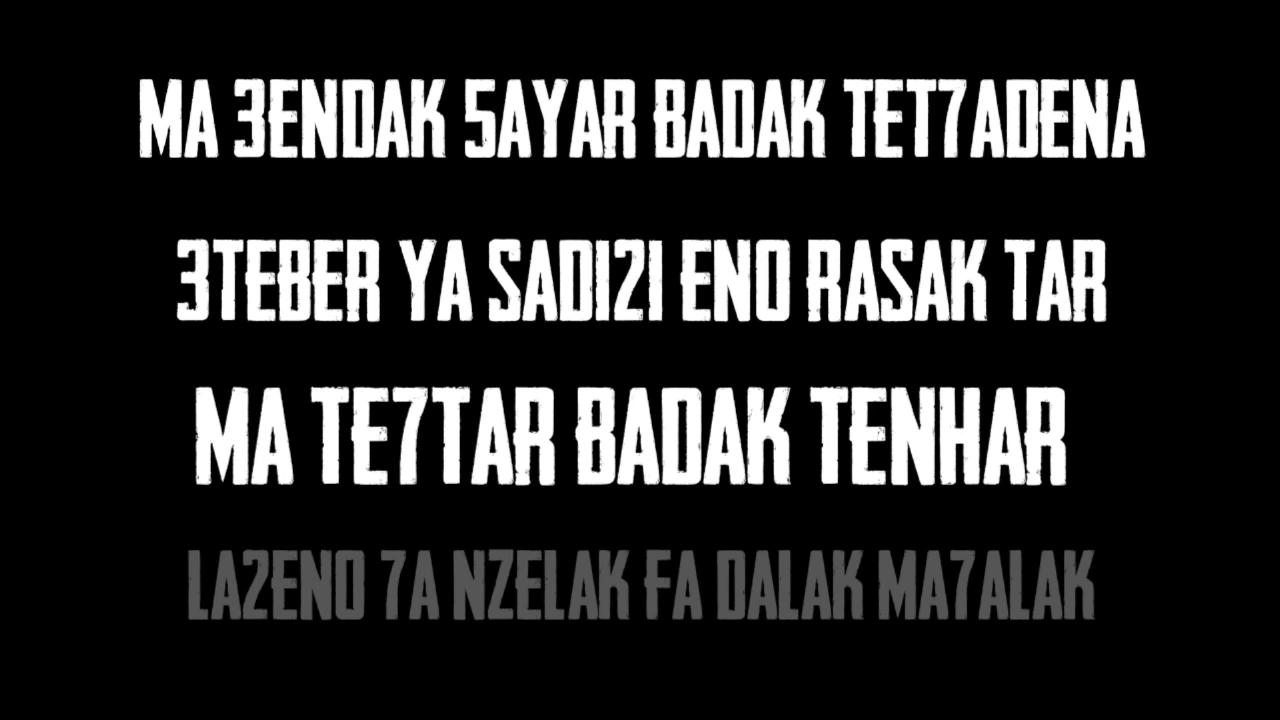 MA 3ENDAK 5AYAR BADAK TET7ADENA
3TEBER YA SADI2I ENO RASAK TAR
MA TE7TAR BADAK TENHAR
LA2ENO 7A NZELAK FA DALAK MA7ALAK